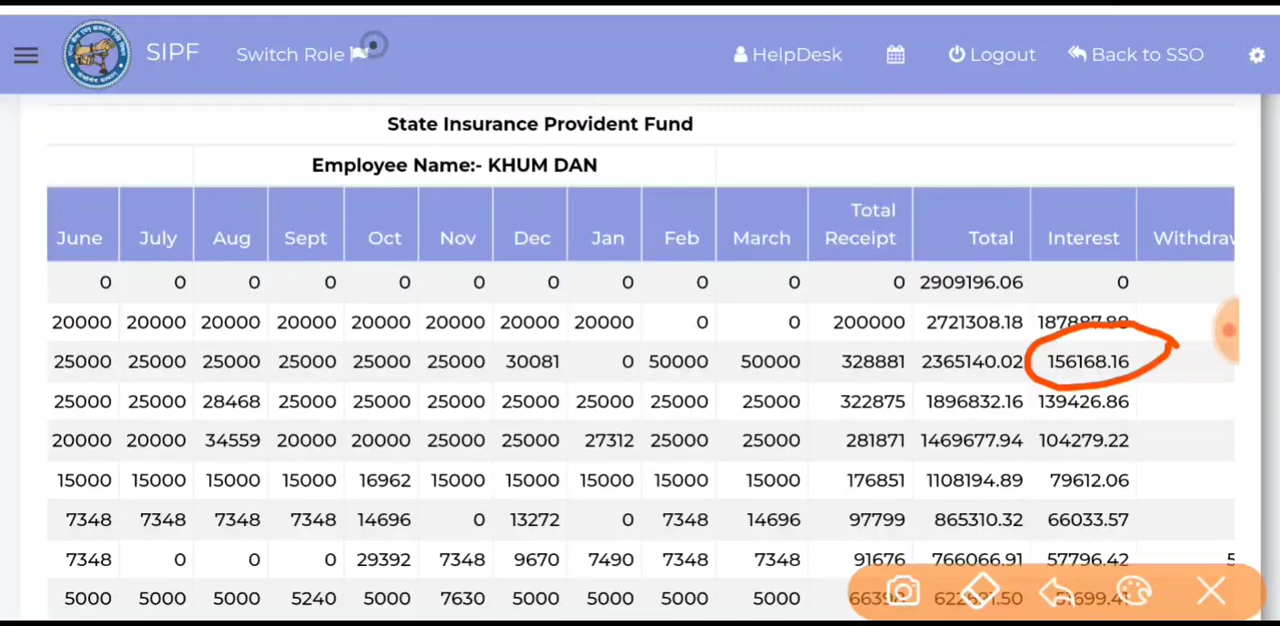 SIPF Switch Role HelpDesk Logout Back to SSO
State Insurance Provident Fund
Employee Name:- KHUM DAN
June July Aug Sept Oct Nov Dec Jan Feb March Total Receipt Total Interest Withdraw
0 0 0 0 0 0 0 0 0 0 0 2909196.06 0
20000 20000 20000 20000 20000 20000 20000 20000 0 0 200000 2721308.18 187887.88
25000 25000 25000 25000 25000 25000 30081 0 50000 50000 328881 2365140.02 156168.16
25000 25000 28468 25000 25000 25000 25000 25000 25000 25000 322875 1896832.16 139426.86
20000 20000 34559 20000 20000 25000 25000 27312 25000 25000 281871 1469677.94 104279.22
15000 15000 15000 15000 16962 15000 15000 15000 15000 15000 176851 1108194.89 79612.06
7348 7348 7348 7348 14696 0 13272 0 7348 14696 97799 865310.32 66033.57
7348 0 0 0 29392 7348 9670 7490 7348 7348 91676 766066.91 57796.42
5000 5000 5000 5240 5000 7630 5000 5000 5000 5000